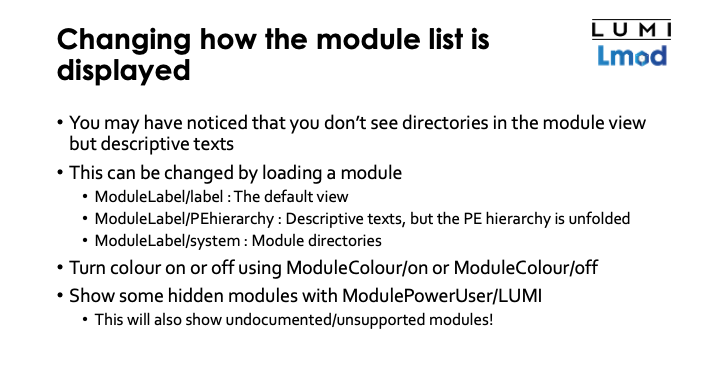 Changing how the module list is
displayed
LUMI
Lmod
• You may have noticed that you don't see directories in the module view
but descriptive texts
• This can be changed by loading a module
• ModuleLabel/label : The default view
• ModuleLabel/PEhierarchy : Descriptive texts, but the PE hierarchy is unfolded
• ModuleLabel/system : Module directories
• Turn colour on or off using ModuleColour/on or ModuleColour/off
• Show some hidden modules with ModulePowerUser/LUMI
• This will also show undocumented/unsupported modules!